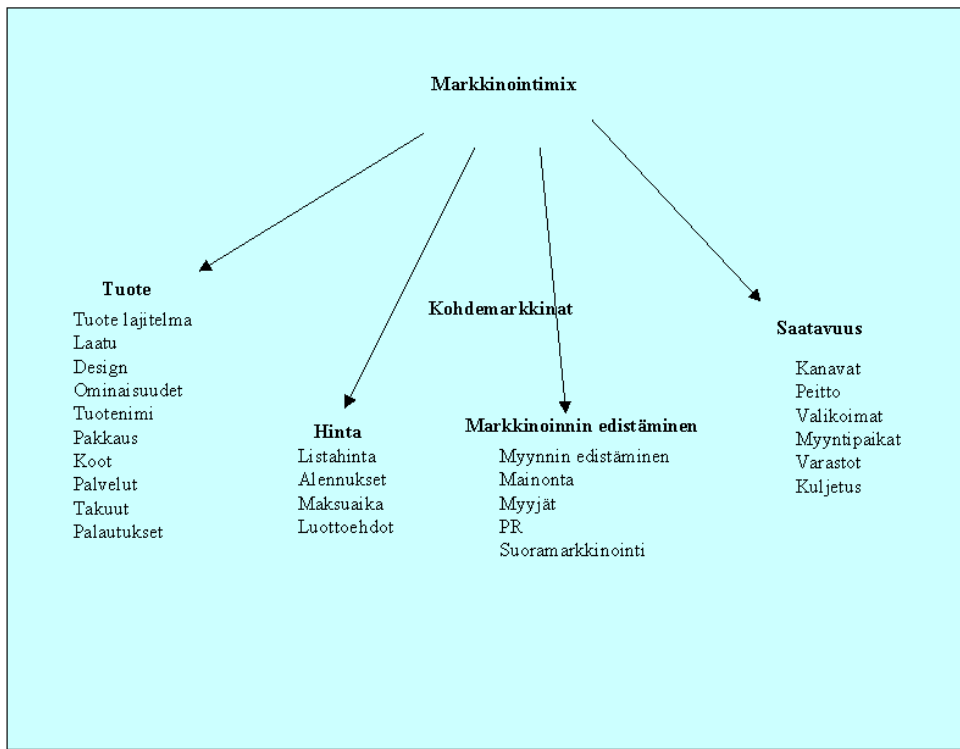 Markkinointimix
Tuote
Tuote lajitelma
Laatu
Design
Ominaisuudet
Tuotenimi
Pakkaus
Koot
Palvelut
Takuut
Palautukset
Kohdemarkkinat
Hinta
Listahinta
Alennukset
Maksuaika
Luottoehdot
Markkinoinnin edistäminen
Myynnin edistäminen
Mainonta
Myyjät
PR
Suoramarkkinointi
Saatavuus
Kanavat
Peitto
Valikoimat
Myyntipaikat
Varastot
Kuljetus